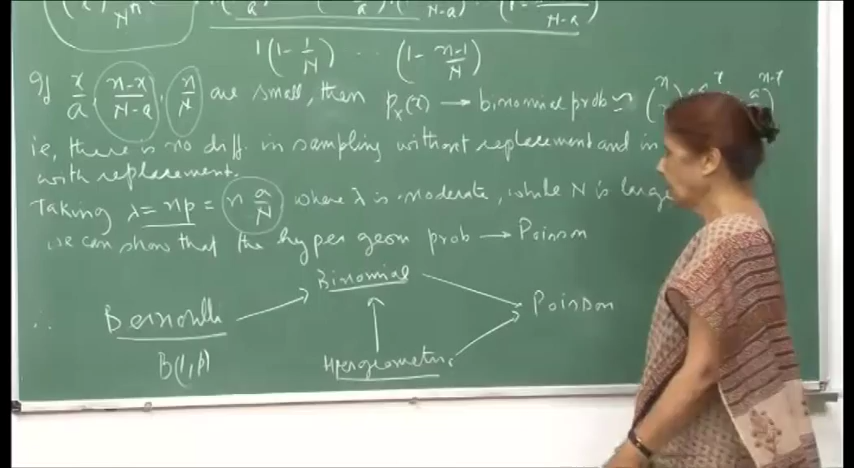 1(1 - 1/N) ... (1 - n-1/N)
If x/a, n-x/N-a, n/N are small, then p_X(x) → binomial prob ≃
ie, there is no diff in sampling without replacement and in
with replacement.
Taking λ = np = n a/N where λ is moderate, while N is large
we can show that the hyper geom prob → Poisson
Binomial
Bernoulli
Poisson
∴
B(1, p)
Hypergeometric